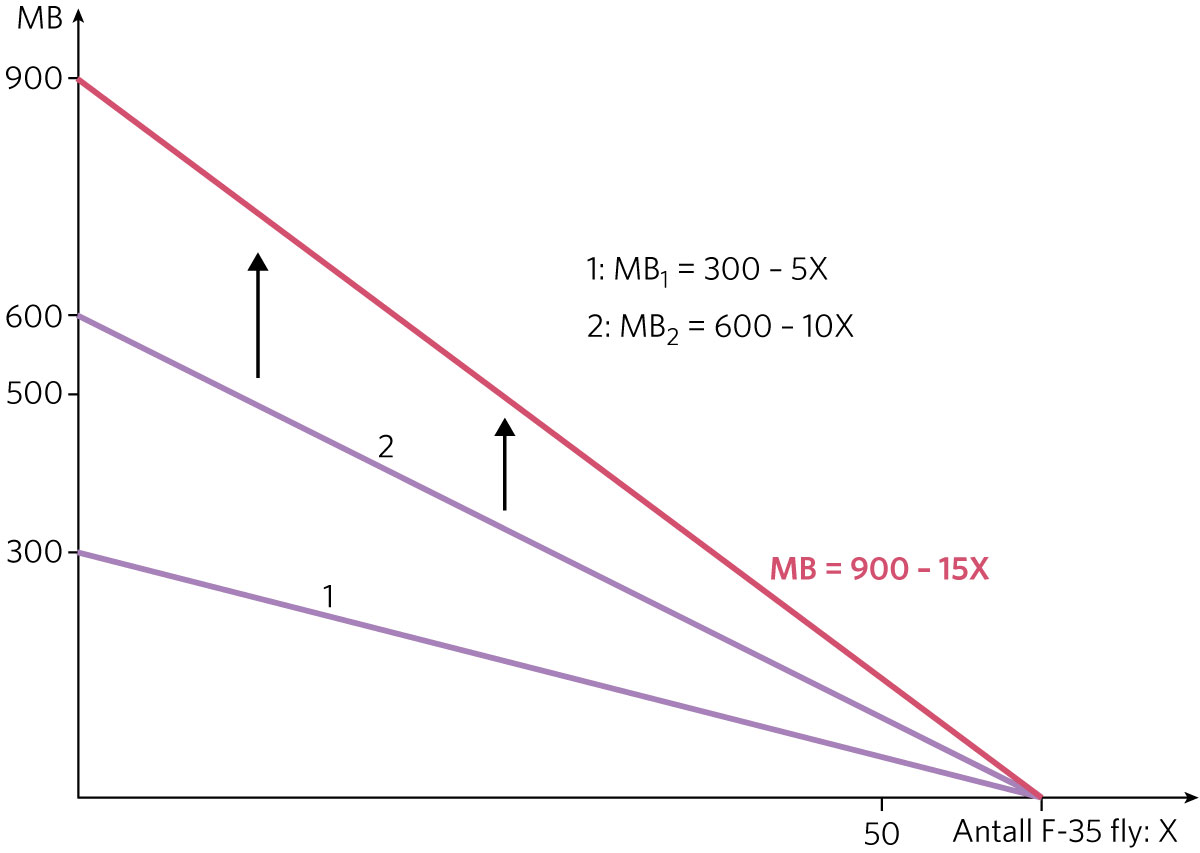 MB
900
1: MB₁ = 300 – 5X
600
2: MB₂ = 600 – 10X
500
2
300
MB = 900 – 15X
1
50
Antall F-35 fly: X